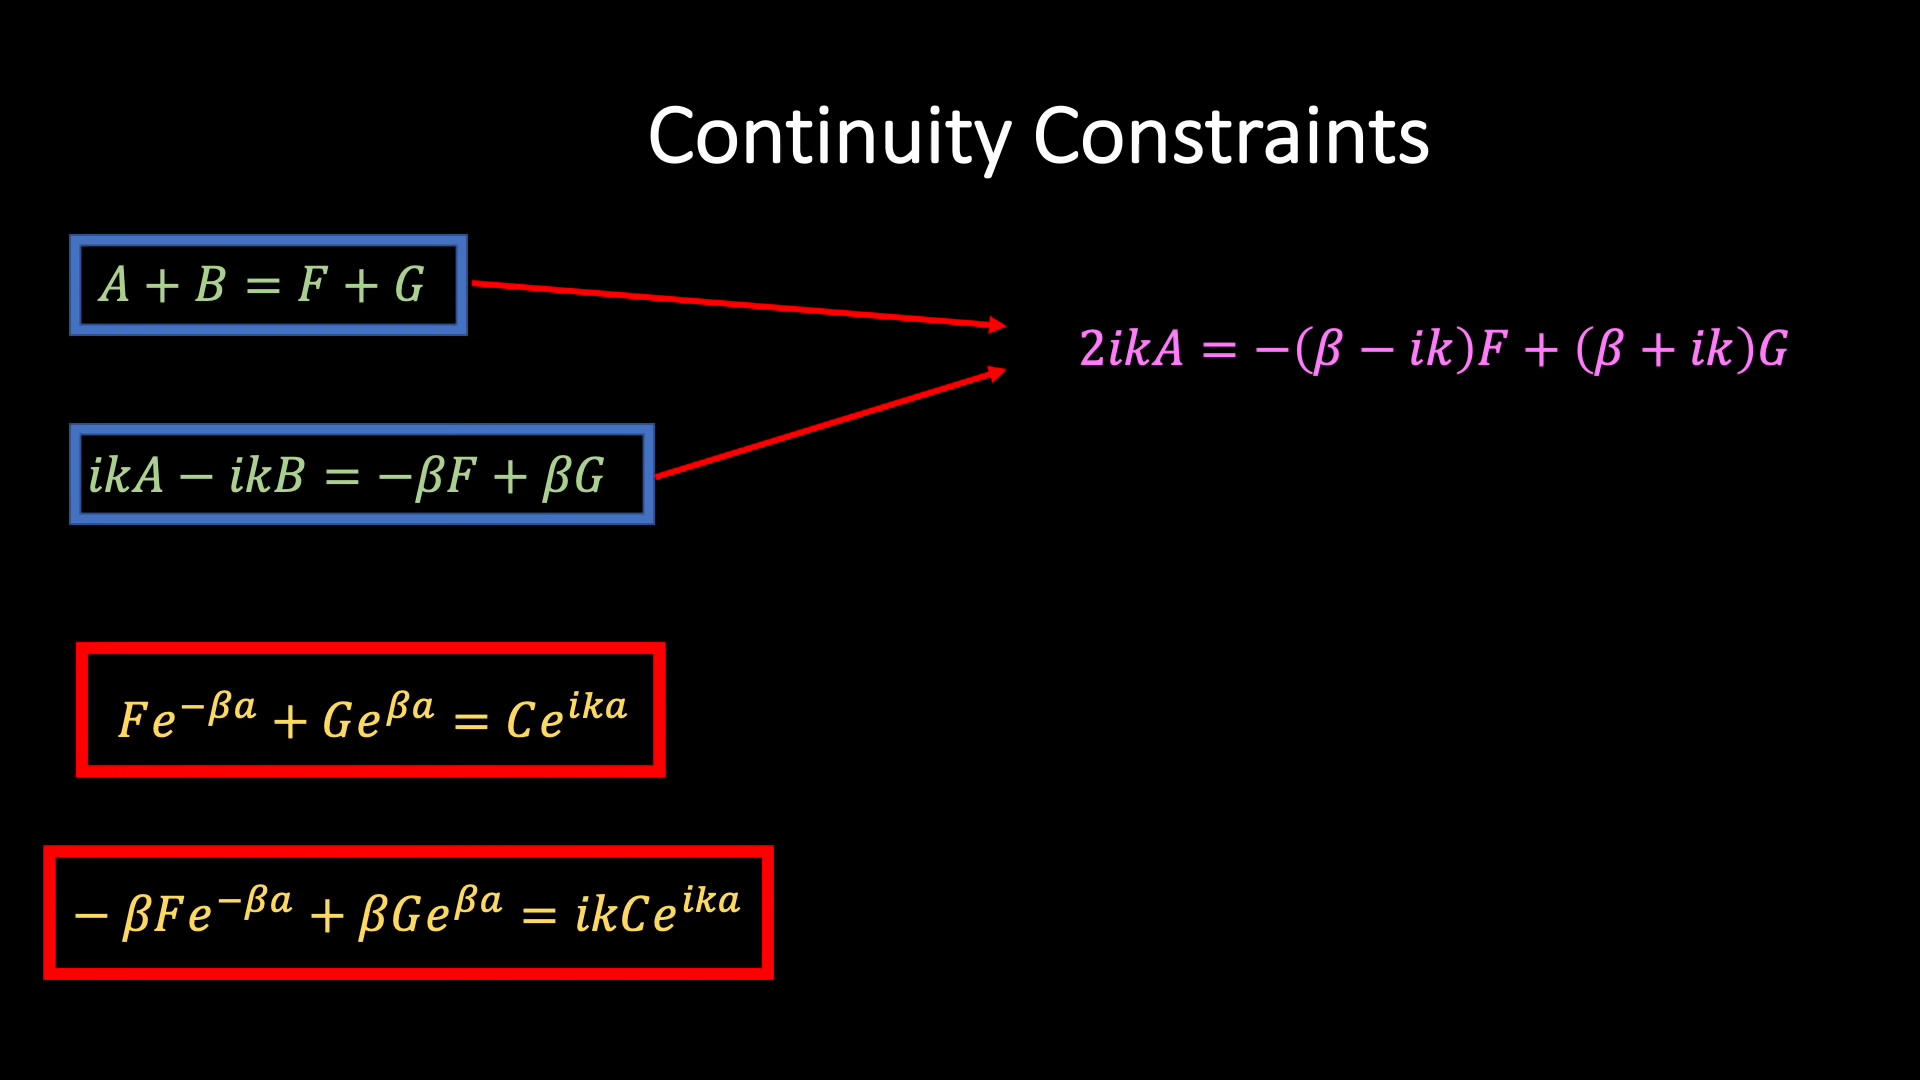 Continuity Constraints
A + B = F + G
2ikA = −(β − ik)F + (β + ik)G
ikA − ikB = −βF + βG
Fe^{−βa} + Ge^{βa} = Ce^{ika}
− βFe^{−βa} + βGe^{βa} = ikCe^{ika}